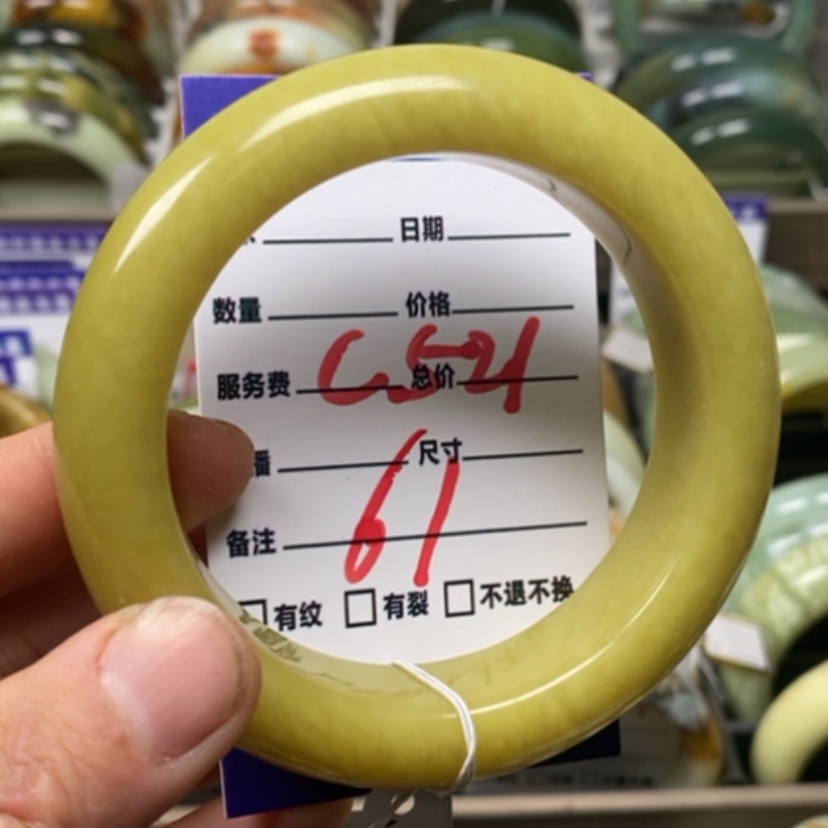 日期
数量 价格
服务费 总价
播 尺寸
61
备注
有纹 有裂 不退不换